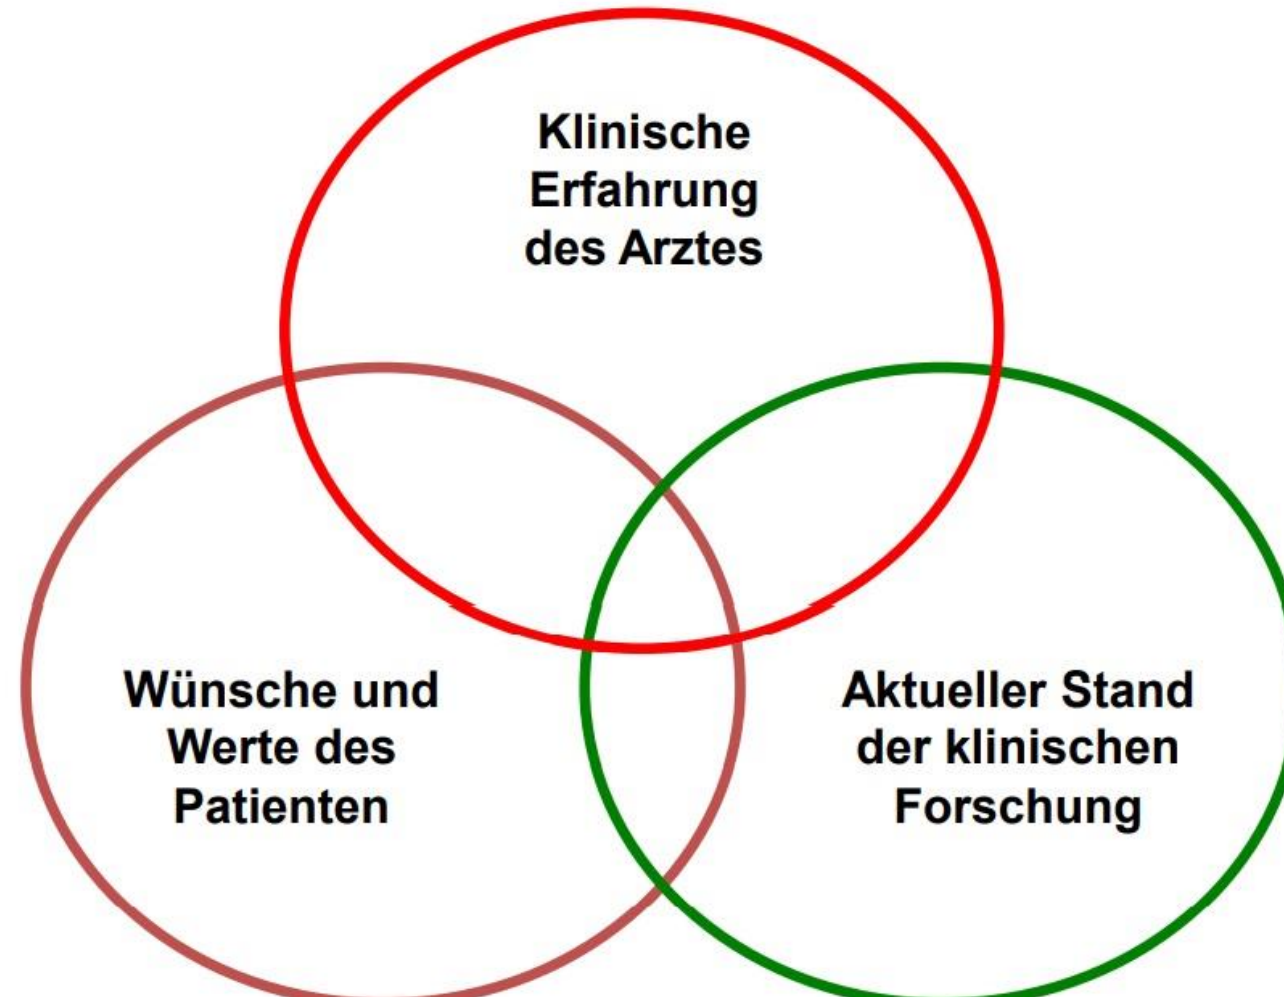 Klinische
Erfahrung
des Arztes
Wünsche und
Werte des
Patienten
Aktueller Stand
der klinischen
Forschung